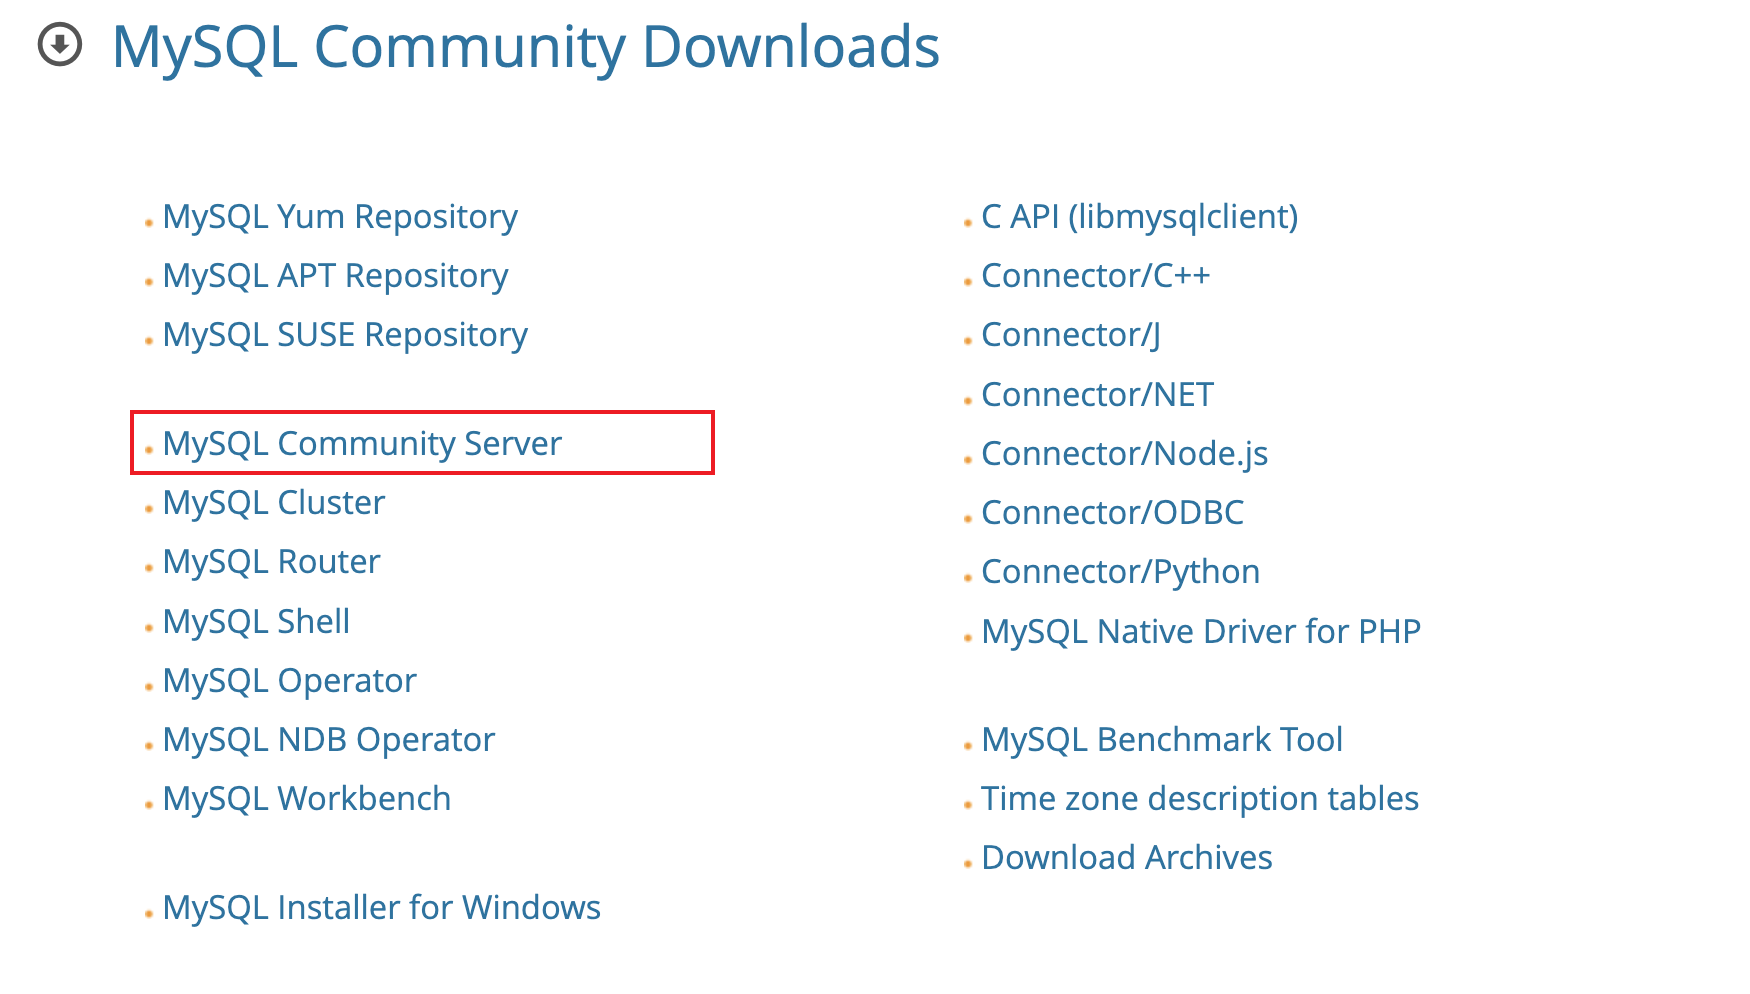 MySQL Community Downloads
MySQL Yum Repository
MySQL APT Repository
MySQL SUSE Repository
MySQL Community Server
MySQL Cluster
MySQL Router
MySQL Shell
MySQL Operator
MySQL NDB Operator
MySQL Workbench
MySQL Installer for Windows
C API (libmysqlclient)
Connector/C++
Connector/J
Connector/NET
Connector/Node.js
Connector/ODBC
Connector/Python
MySQL Native Driver for PHP
MySQL Benchmark Tool
Time zone description tables
Download Archives